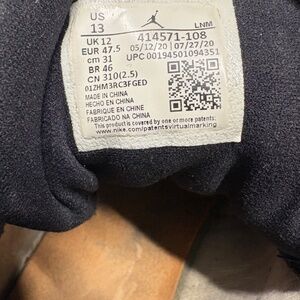 US
13
LNM
UK 12
414571-108
EUR 47.5
05/12/20 07/27/20
cm 31
UPC 00194501094351
BR 46
CN 310(2.5)
01ZHM3RC3FGED
MADE IN CHINA
HECHO EN CHINA
FABRIQUE EN CHINE
FABRICADO NA CHINA
This product is covered by one or more patents:
www.nike.com/patentsvirtualmarking